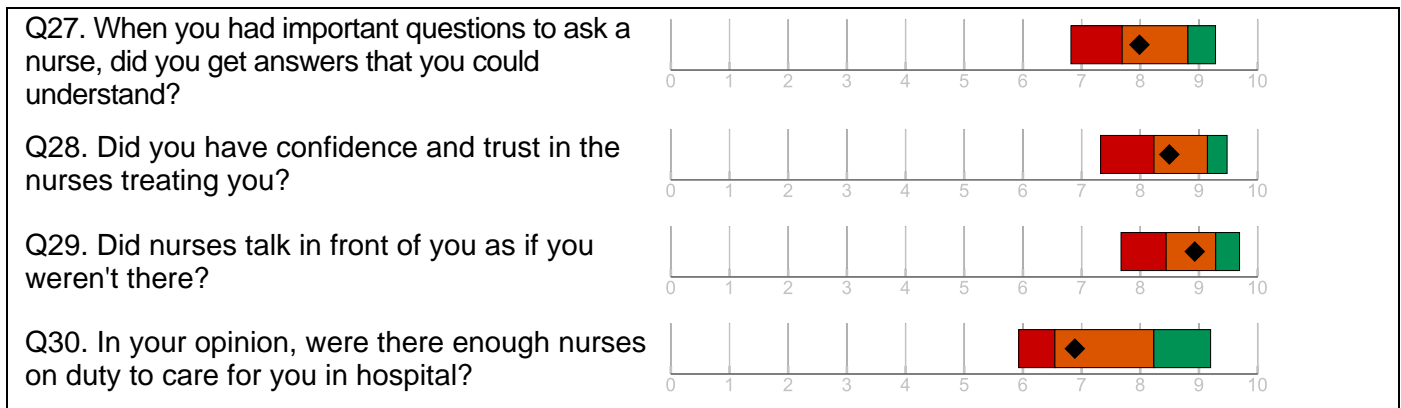 Q27. When you had important questions to ask a
nurse, did you get answers that you could
understand?
0 1 2 3 4 5 6 7 8 9 10
Q28. Did you have confidence and trust in the
nurses treating you?
0 1 2 3 4 5 6 7 8 9 10
Q29. Did nurses talk in front of you as if you
weren't there?
0 1 2 3 4 5 6 7 8 9 10
Q30. In your opinion, were there enough nurses
on duty to care for you in hospital?
0 1 2 3 4 5 6 7 8 9 10